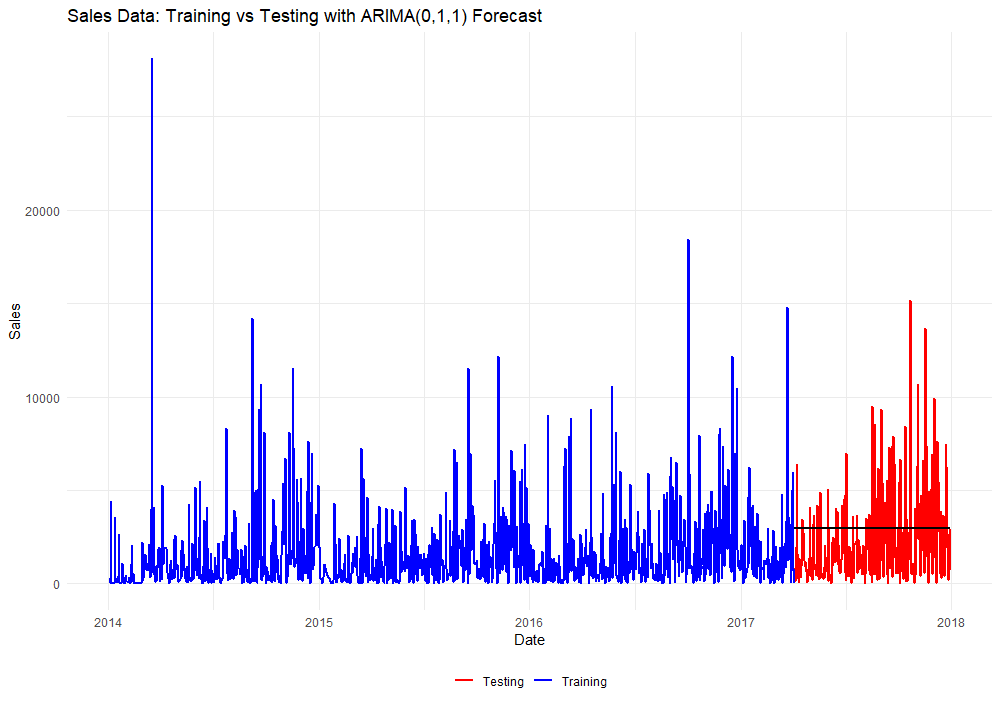 Sales Data: Training vs Testing with ARIMA(0,1,1) Forecast
Sales
20000
10000
0
2014 2015 2016 2017 2018
Date
Testing Training